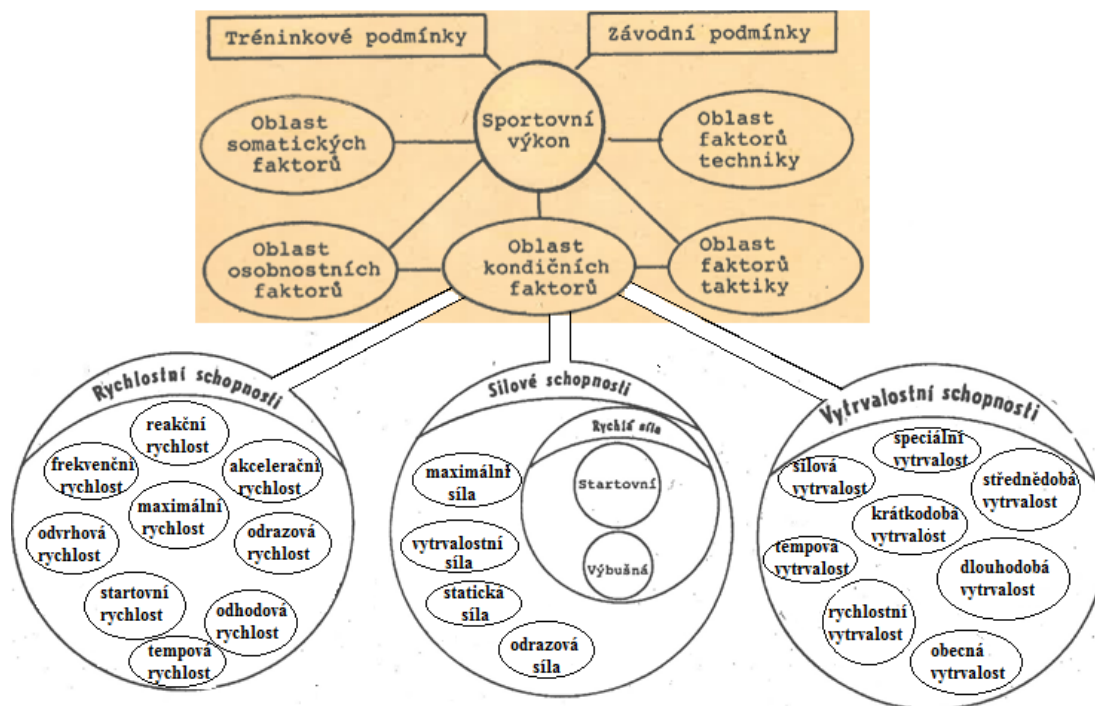 Tréninkové podmínky
Závodní podmínky
Sportovní
výkon
Oblast
somatických
faktorů
Oblast
faktorů
techniky
Oblast
osobnostních
faktorů
Oblast
kondičních
faktorů
Oblast
faktorů
taktiky
Rychlostní schopnosti
reakční
rychlost
frekvenční
rychlost
akcelerační
rychlost
maximální
rychlost
odvrhová
rychlost
odrazová
rychlost
startovní
rychlost
odhodová
rychlost
tempová
rychlost
Silové schopnosti
Rychlá síla
maximální
síla
Startovní
vytrvalostní
síla
Výbušná
statická
síla
odrazová
síla
Vytrvalostní schopnosti
speciální
vytrvalost
silová
vytrvalost
střednědobá
vytrvalost
krátkodobá
vytrvalost
tempová
vytrvalost
dlouhodobá
vytrvalost
rychlostní
vytrvalost
obecná
vytrvalost